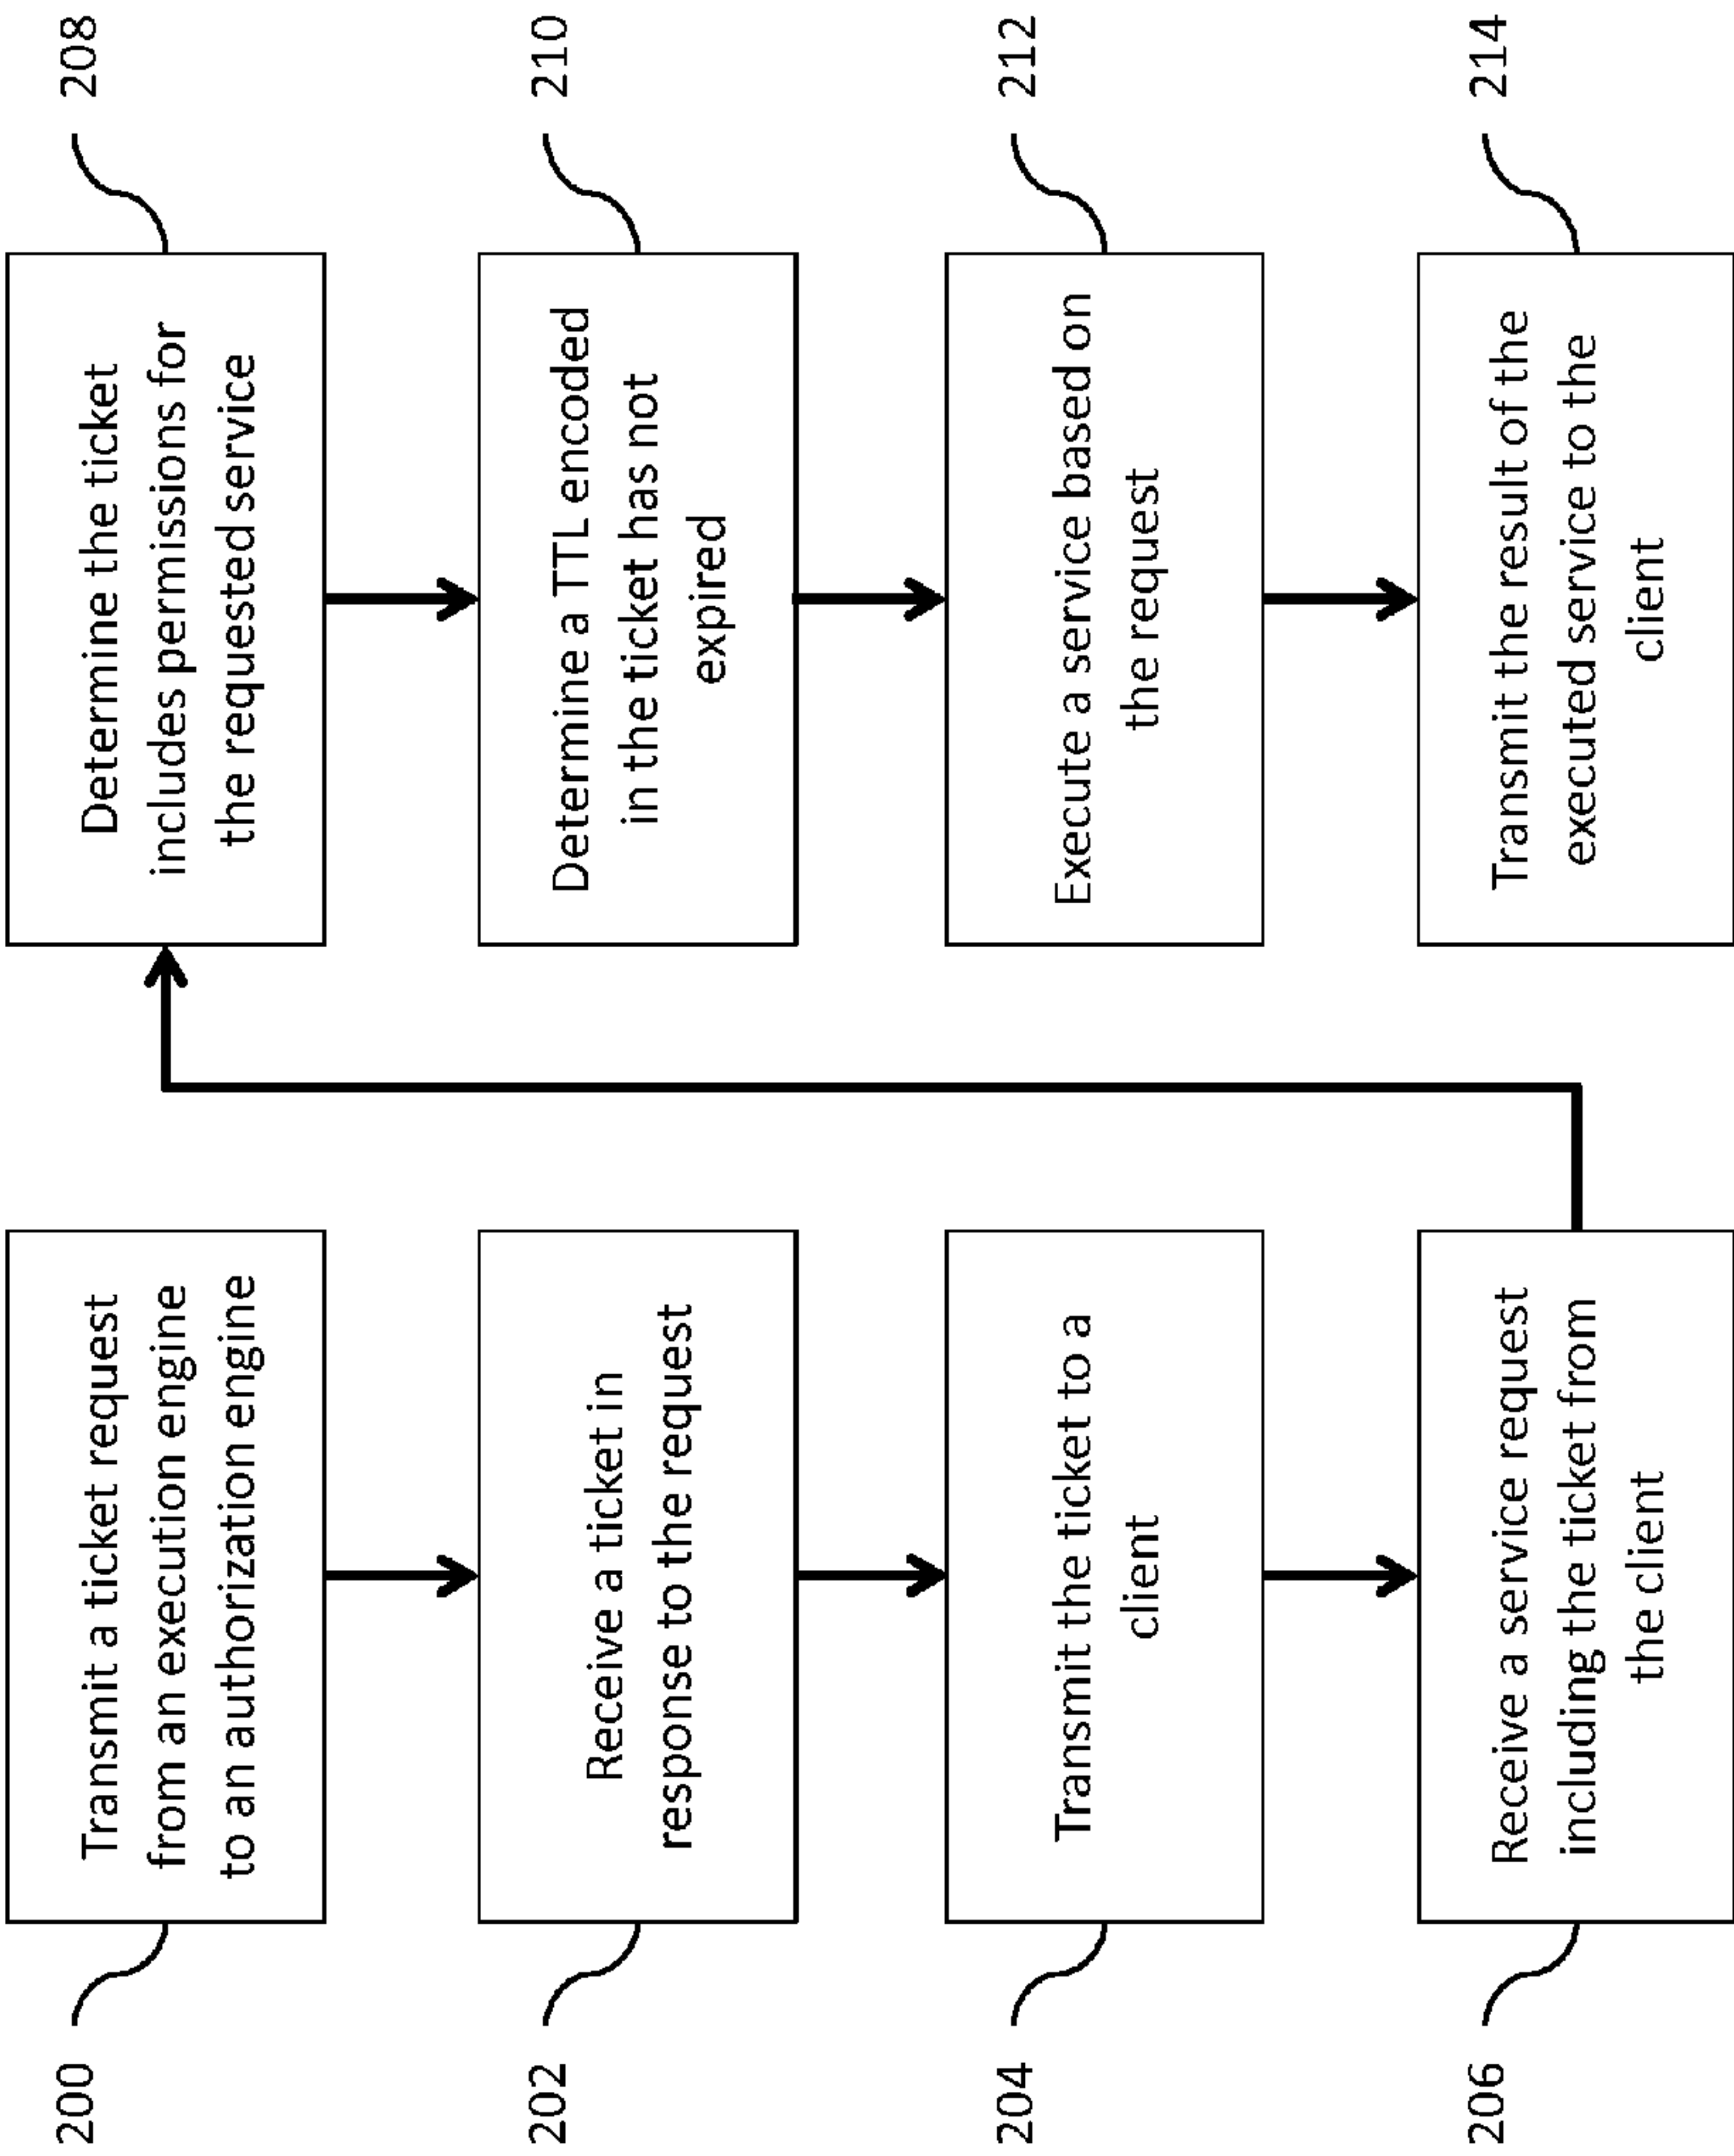 200
Transmit a ticket request
from an execution engine
to an authorization engine
202
Receive a ticket in
response to the request
204
Transmit the ticket to a
client
206
Receive a service request
including the ticket from
the client
208
Determine the ticket
includes permissions for
the requested service
210
Determine a TTL encoded
in the ticket has not
expired
212
Execute a service based on
the request
214
Transmit the result of the
executed service to the
client